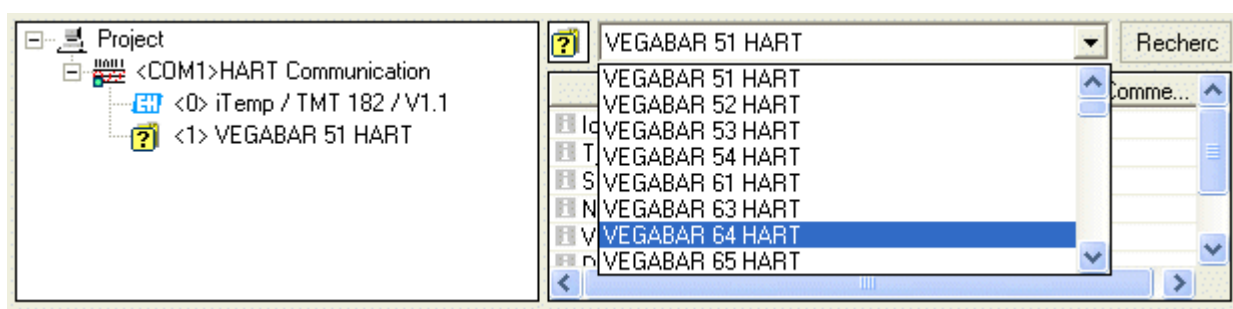 Project
<COM1>HART Communication
<0> iTemp / TMT 182 / V1.1
<1> VEGABAR 51 HART
VEGABAR 51 HART
Recherc
VEGABAR 51 HART
VEGABAR 52 HART
VEGABAR 53 HART
VEGABAR 54 HART
VEGABAR 61 HART
VEGABAR 63 HART
VEGABAR 64 HART
VEGABAR 65 HART
Comme...